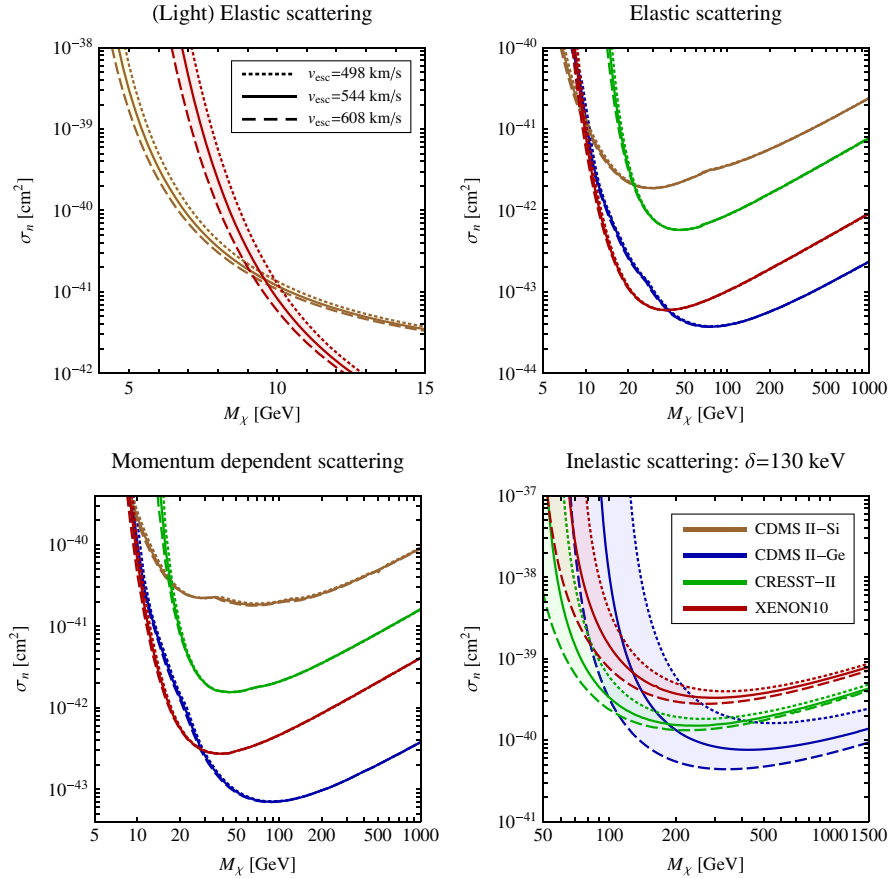 (Light) Elastic scattering
10⁻³⁸
10⁻³⁹
10⁻⁴⁰
10⁻⁴¹
10⁻⁴²
σₙ [cm²]
v_esc=498 km/s
v_esc=544 km/s
v_esc=608 km/s
5 10 15
M_χ [GeV]
Elastic scattering
10⁻⁴⁰
10⁻⁴¹
10⁻⁴²
10⁻⁴³
10⁻⁴⁴
σₙ [cm²]
5 10 20 50 100 200 500 1000
M_χ [GeV]
Momentum dependent scattering
10⁻⁴⁰
10⁻⁴¹
10⁻⁴²
10⁻⁴³
σₙ [cm²]
5 10 20 50 100 200 500 1000
M_χ [GeV]
Inelastic scattering: δ=130 keV
10⁻³⁷
10⁻³⁸
10⁻³⁹
10⁻⁴⁰
10⁻⁴¹
σₙ [cm²]
CDMS II−Si
CDMS II−Ge
CRESST−II
XENON10
50 100 200 500 1000 1500
M_χ [GeV]